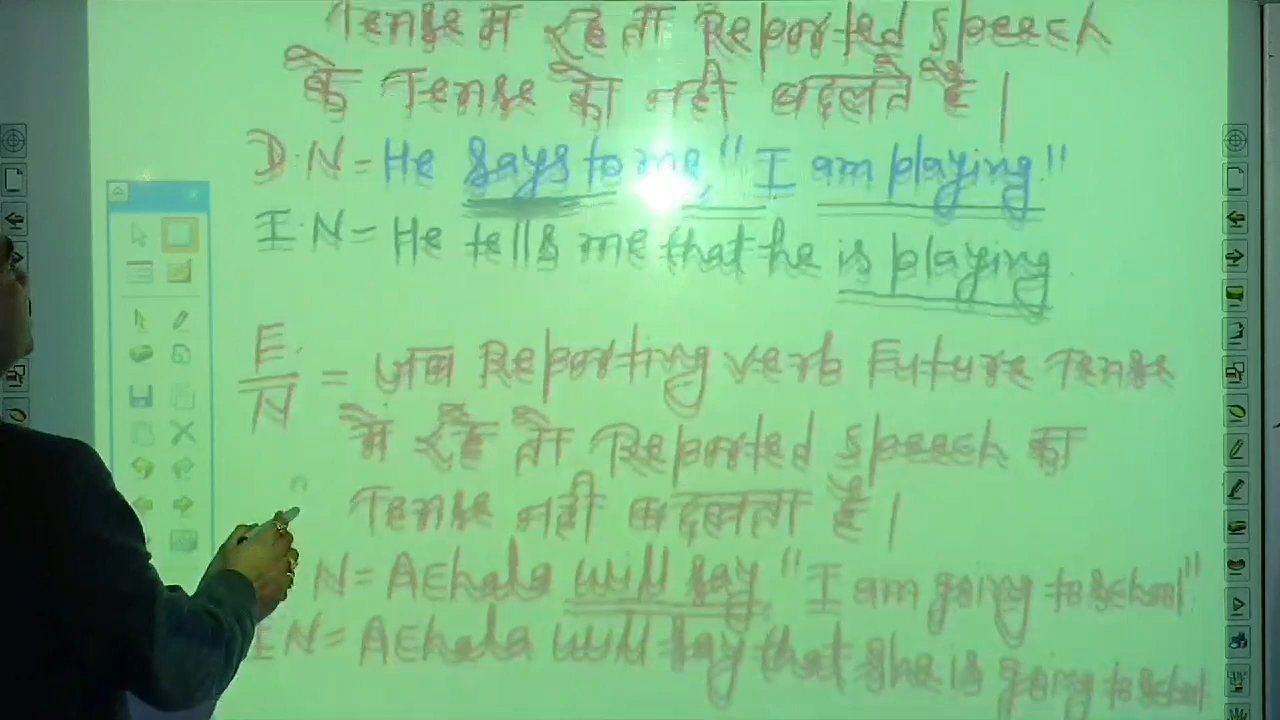 Tense में रहे तो Reported Speech
के Tense को नही बदलते है।
D.N = He says to me, "I am playing"
I.N = He tells me that he is playing
F.
N = जब Reporting verb Future Tense
में रहे तो Reported Speech का
Tense नही बदलता है।
N = Achala will say "I am going to school"
IN = Achala will say that she is going to school